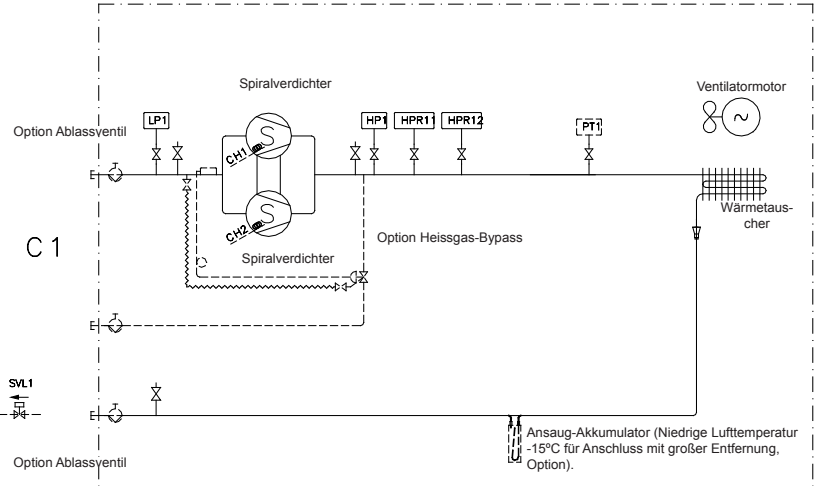 Spiralverdichter
Ventilatormotor
Option Ablassventil
LP1
HP1
HPR11
HPR12
PT1
S
~
CH1
S
CH2
Wärmetaus-
cher
C 1
Spiralverdichter
Option Heissgas-Bypass
SVL1
Option Ablassventil
Ansaug-Akkumulator (Niedrige Lufttemperatur
-15ºC für Anschluss mit großer Entfernung,
Option).